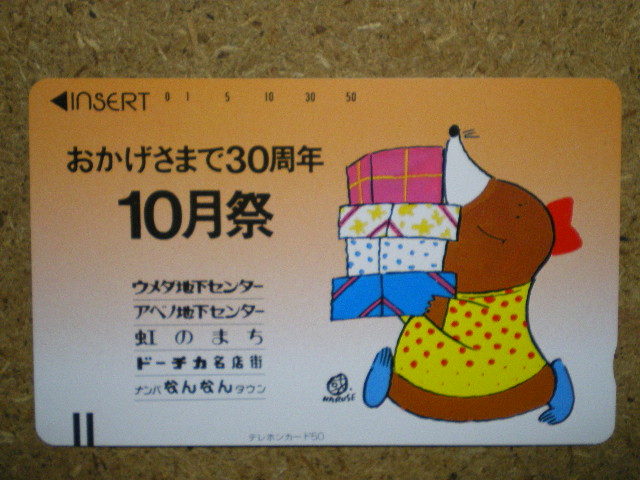 INSERT 0 1 5 10 30 50
おかげさまで30周年
10月祭
ウメダ地下センター
アベノ地下センター
虹のまち
ドーチカ名店街
ナンバなんなんタウン
NARUSE
テレホンカード50